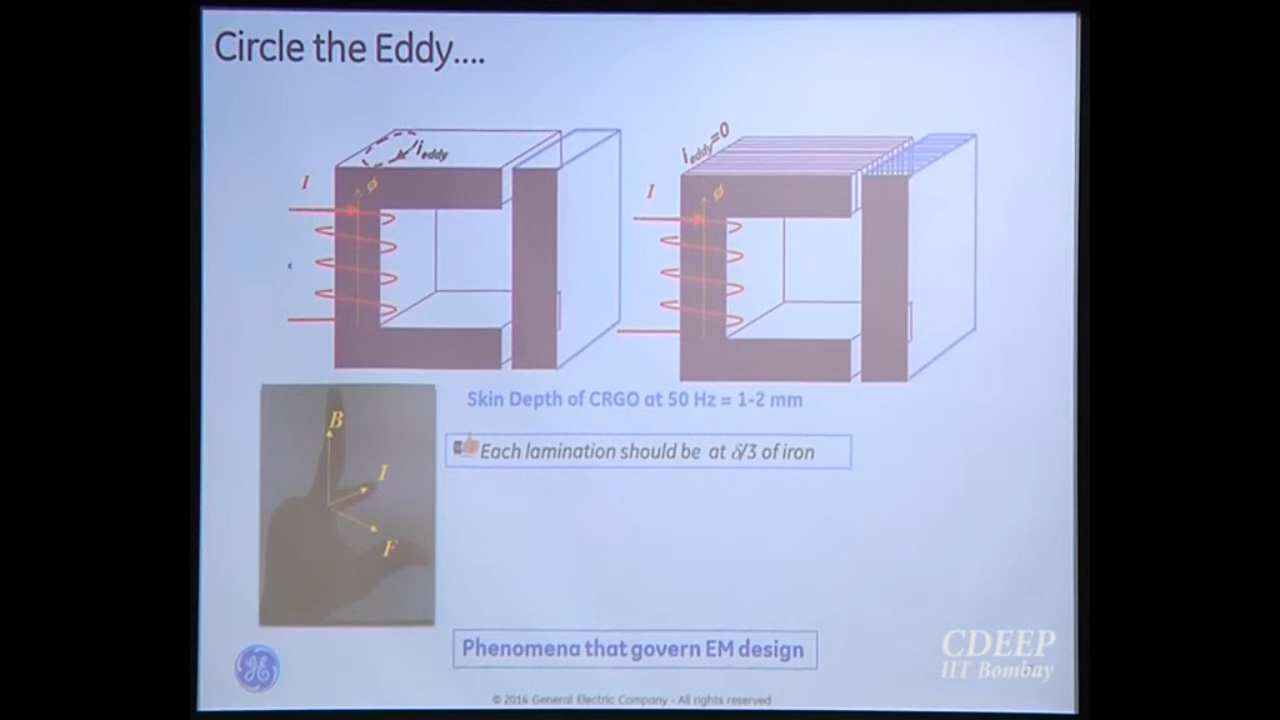 Circle the Eddy....
i eddy
i eddy=0
I
ϕ
I
ϕ
Skin Depth of CRGO at 50 Hz = 1-2 mm
Each lamination should be at δ/3 of iron
B
I
F
Phenomena that govern EM design
GE
CDEEP
IIT Bombay
© 2014 General Electric Company - All rights reserved